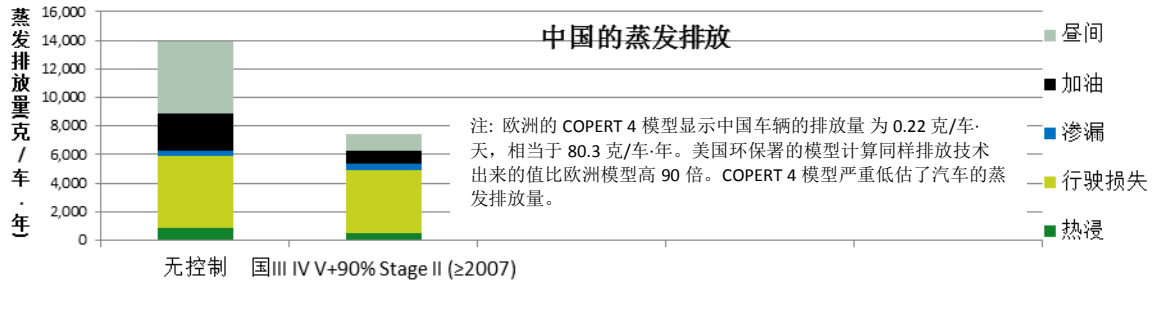 中国的蒸发排放
蒸发排放量(克/车·年)
16,000
14,000
12,000
10,000
8,000
6,000
4,000
2,000
0
注: 欧洲的 COPERT 4 模型显示中国车辆的排放量 为 0.22 克/车·
天，相当于 80.3 克/车·年。美国环保署的模型计算同样排放技术
出来的值比欧洲模型高 90 倍。COPERT 4 模型严重低估了汽车的蒸
发排放量。
昼间
加油
渗漏
行驶损失
热浸
无控制
国III IV V+90% Stage II (≥2007)